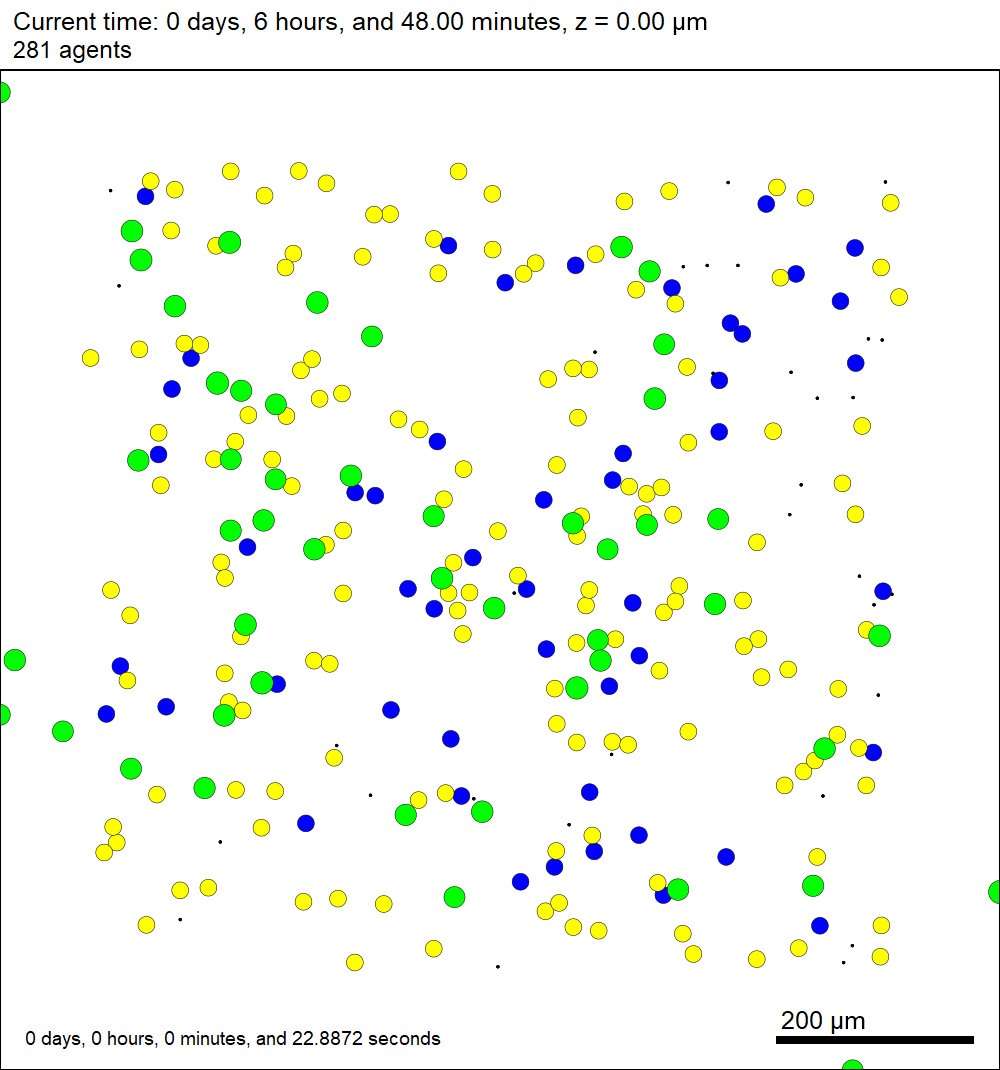 Current time: 0 days, 6 hours, and 48.00 minutes, z = 0.00 µm
281 agents
200 µm
0 days, 0 hours, 0 minutes, and 22.8872 seconds